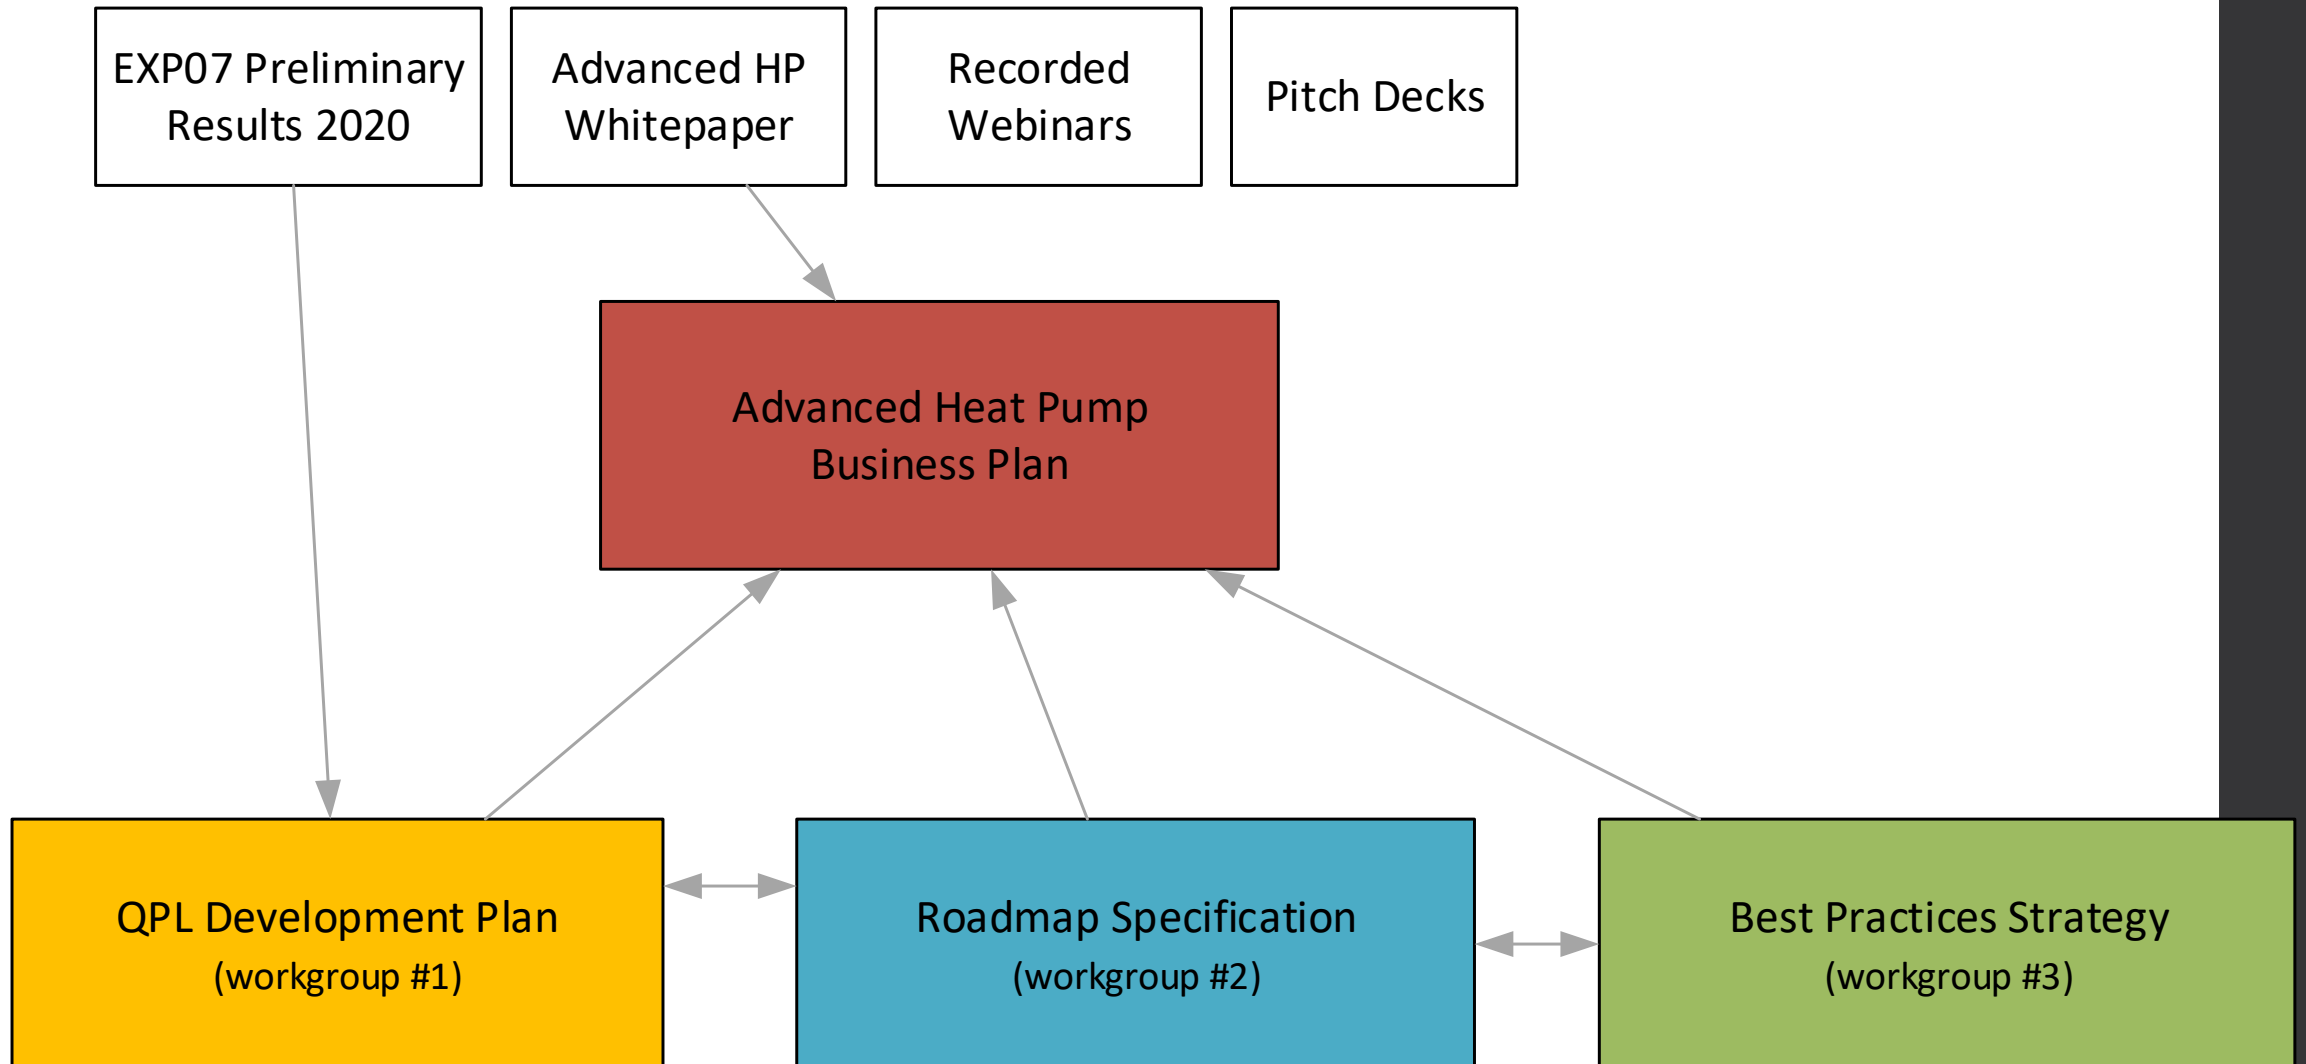 EXP07 Preliminary
Results 2020
Advanced HP
Whitepaper
Recorded
Webinars
Pitch Decks
Advanced Heat Pump
Business Plan
QPL Development Plan
(workgroup #1)
Roadmap Specification
(workgroup #2)
Best Practices Strategy
(workgroup #3)